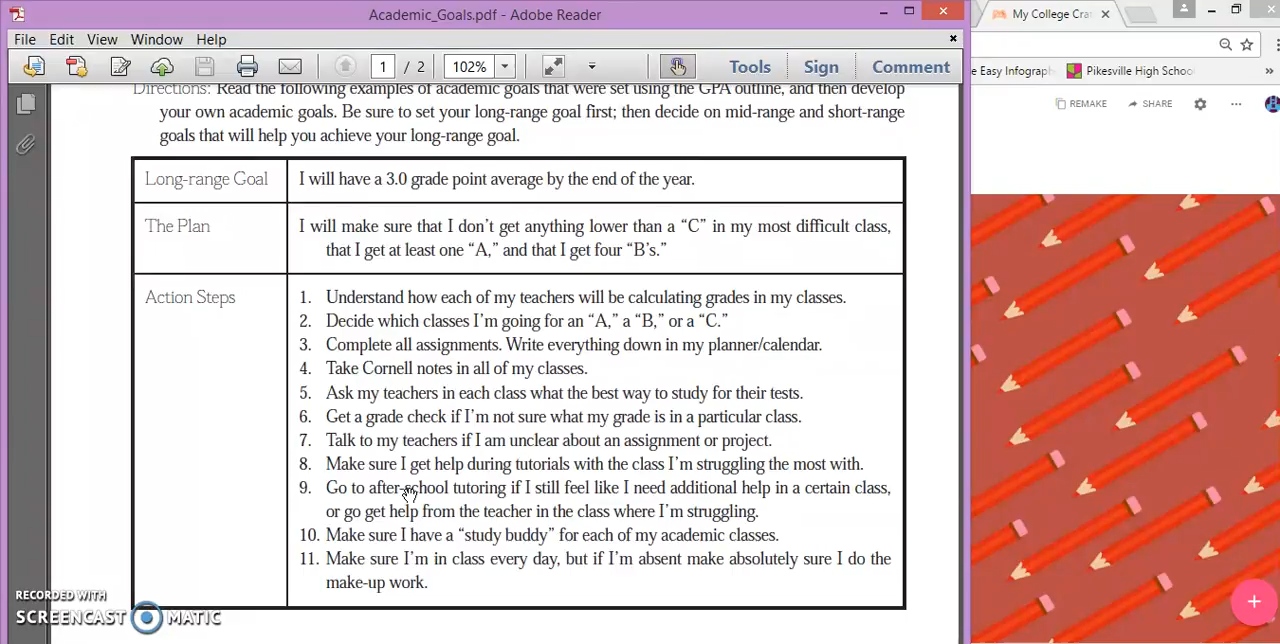 Academic_Goals.pdf - Adobe Reader
My College Cra
File Edit View Window Help
1 / 2
102%
Tools
Sign
Comment
e Easy Infograph
Pikesville High Schoo
REMAKE
SHARE
Directions: Read the following examples of academic goals that were set using the GPA outline, and then develop
your own academic goals. Be sure to set your long-range goal first; then decide on mid-range and short-range
goals that will help you achieve your long-range goal.
Long-range Goal
I will have a 3.0 grade point average by the end of the year.
The Plan
I will make sure that I don’t get anything lower than a “C” in my most difficult class,
that I get at least one “A,” and that I get four “B’s.”
Action Steps
1. Understand how each of my teachers will be calculating grades in my classes.
2. Decide which classes I’m going for an “A,” a “B,” or a “C.”
3. Complete all assignments. Write everything down in my planner/calendar.
4. Take Cornell notes in all of my classes.
5. Ask my teachers in each class what the best way to study for their tests.
6. Get a grade check if I’m not sure what my grade is in a particular class.
7. Talk to my teachers if I am unclear about an assignment or project.
8. Make sure I get help during tutorials with the class I’m struggling the most with.
9. Go to after-school tutoring if I still feel like I need additional help in a certain class,
or go get help from the teacher in the class where I’m struggling.
10. Make sure I have a “study buddy” for each of my academic classes.
11. Make sure I’m in class every day, but if I’m absent make absolutely sure I do the
make-up work.
RECORDED WITH
SCREENCAST MATIC